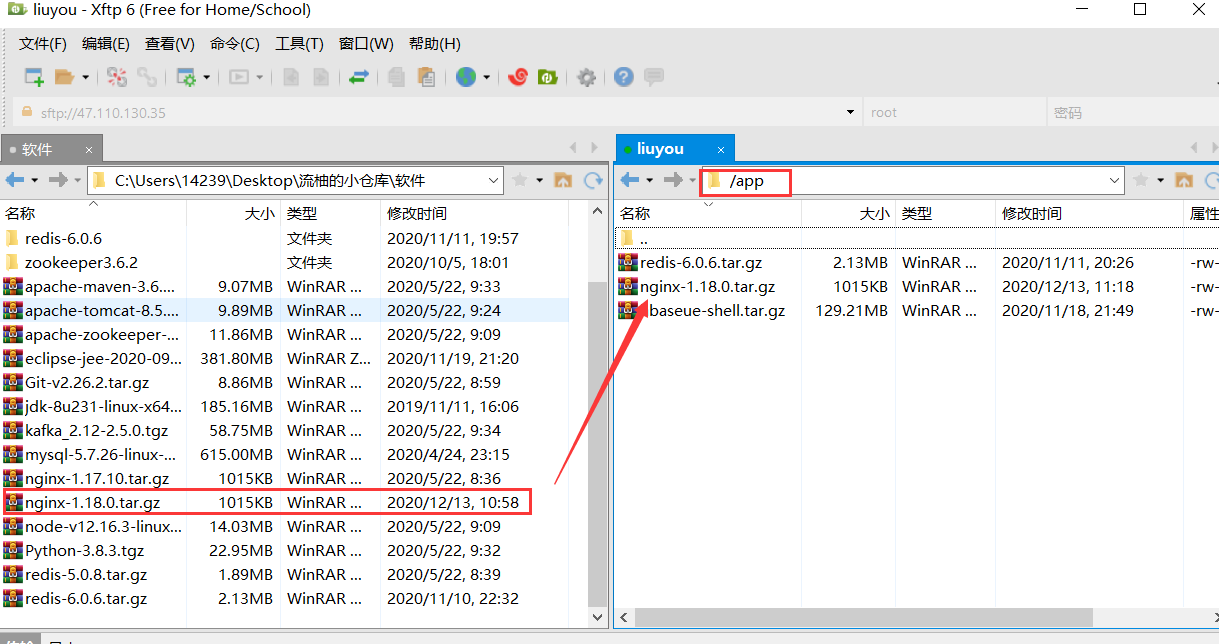 liuyou - Xftp 6 (Free for Home/School)
文件(F) 编辑(E) 查看(V) 命令(C) 工具(T) 窗口(W) 帮助(H)
sftp://47.110.130.35 root 密码
软件 × liuyou ×
C:\Users\14239\Desktop\流柚的小仓库\软件
/app
名称 大小 类型 修改时间
redis-6.0.6 文件夹 2020/11/11, 19:57
zookeeper3.6.2 文件夹 2020/10/5, 18:01
apache-maven-3.6.... 9.07MB WinRAR ... 2020/5/22, 9:33
apache-tomcat-8.5.... 9.89MB WinRAR ... 2020/5/22, 9:24
apache-zookeeper-... 11.86MB WinRAR ... 2020/5/22, 9:09
eclipse-jee-2020-09... 381.80MB WinRAR Z... 2020/11/19, 21:20
Git-v2.26.2.tar.gz 8.86MB WinRAR ... 2020/5/22, 8:59
jdk-8u231-linux-x64... 185.16MB WinRAR ... 2019/11/11, 16:06
kafka_2.12-2.5.0.tgz 58.75MB WinRAR ... 2020/5/22, 9:34
mysql-5.7.26-linux-... 615.00MB WinRAR ... 2020/4/24, 23:15
nginx-1.17.10.tar.gz 1015KB WinRAR ... 2020/5/22, 8:36
nginx-1.18.0.tar.gz 1015KB WinRAR ... 2020/12/13, 10:58
node-v12.16.3-linux... 14.03MB WinRAR ... 2020/5/22, 9:09
Python-3.8.3.tgz 22.95MB WinRAR ... 2020/5/22, 9:32
redis-5.0.8.tar.gz 1.89MB WinRAR ... 2020/5/22, 8:39
redis-6.0.6.tar.gz 2.13MB WinRAR ... 2020/11/10, 22:32
名称 大小 类型 修改时间 属性
..
redis-6.0.6.tar.gz 2.13MB WinRAR ... 2020/11/11, 20:26 -rw-
nginx-1.18.0.tar.gz 1015KB WinRAR ... 2020/12/13, 11:18 -rw-
baseue-shell.tar.gz 129.21MB WinRAR ... 2020/11/18, 21:49 -rw-